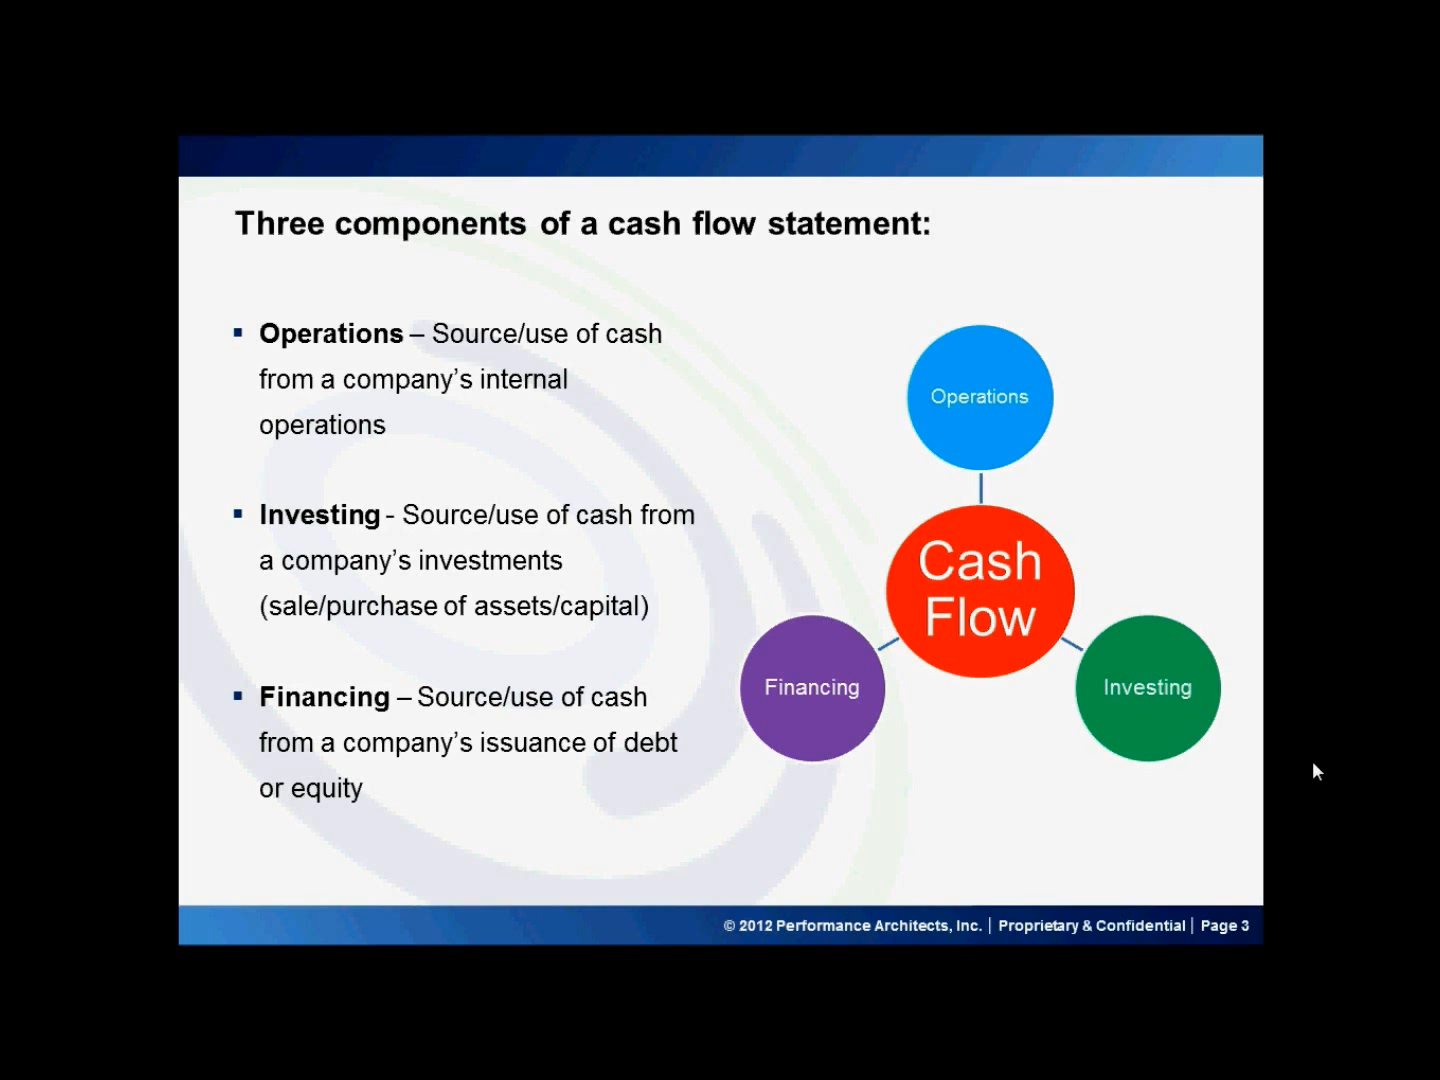 Three components of a cash flow statement:
▪ Operations – Source/use of cash
from a company’s internal
operations
▪ Investing - Source/use of cash from
a company’s investments
(sale/purchase of assets/capital)
▪ Financing – Source/use of cash
from a company’s issuance of debt
or equity
Operations
Cash
Flow
Financing
Investing
© 2012 Performance Architects, Inc. | Proprietary & Confidential | Page 3